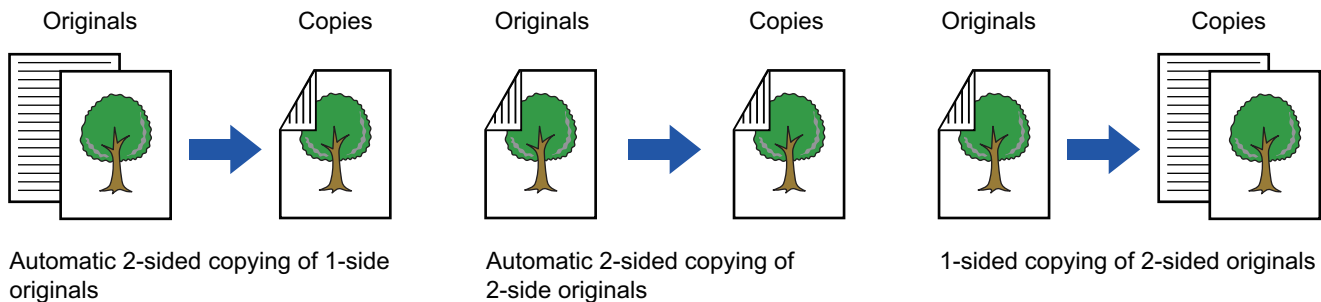 Originals
Copies
Originals
Copies
Originals
Copies
Automatic 2-sided copying of 1-side
originals
Automatic 2-sided copying of
2-side originals
1-sided copying of 2-sided originals